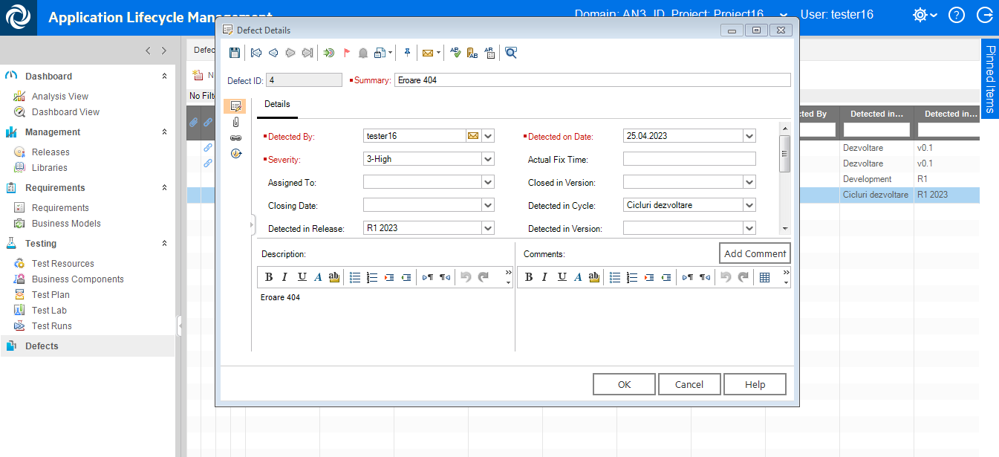 Application Lifecycle Management
Domain: AN3_ID, Project: Project16
User: tester16
Defect Details
Pinned Items
Dashboard
Analysis View
Dashboard View
Management
Releases
Libraries
Requirements
Requirements
Business Models
Testing
Test Resources
Business Components
Test Plan
Test Lab
Test Runs
Defects
Defec
N
No Filte
Defect ID: 4
Summary: Eroare 404
Details
Detected By: tester16
Detected on Date: 25.04.2023
Severity: 3-High
Actual Fix Time:
Assigned To:
Closed in Version:
Closing Date:
Detected in Cycle: Cicluri dezvoltare
Detected in Release: R1 2023
Detected in Version:
Description:
Comments:
Add Comment
B I U A ab
B I U A ab
Eroare 404
OK
Cancel
Help
cted By
Detected in...
Detected in...
Dezvoltare v0.1
Dezvoltare v0.1
Development R1
Cicluri dezvoltare R1 2023